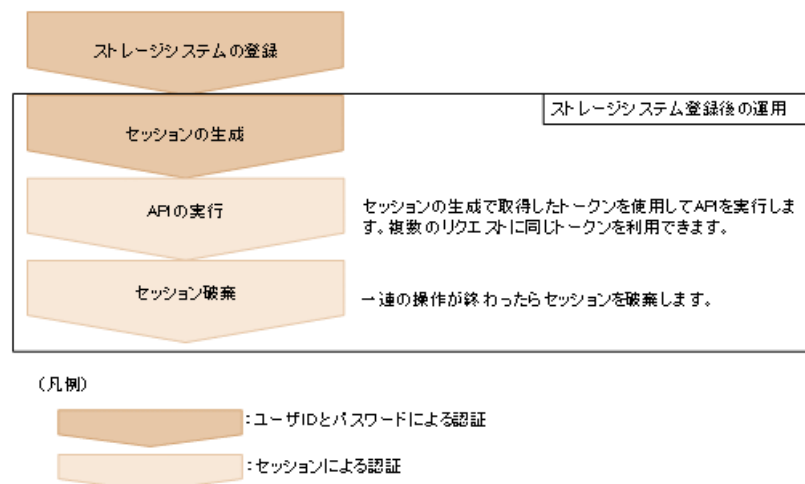 ストレージシステムの登録
ストレージシステム登録後の運用
セッションの生成
APIの実行
セッションの生成で取得したトークンを使用してAPIを実行しま
す。複数のリクエストに同じトークンを利用できます。
セッション破棄
一連の操作が終わったらセッションを破棄します。
(凡例)
:ユーザIDとパスワードによる認証
:セッションによる認証